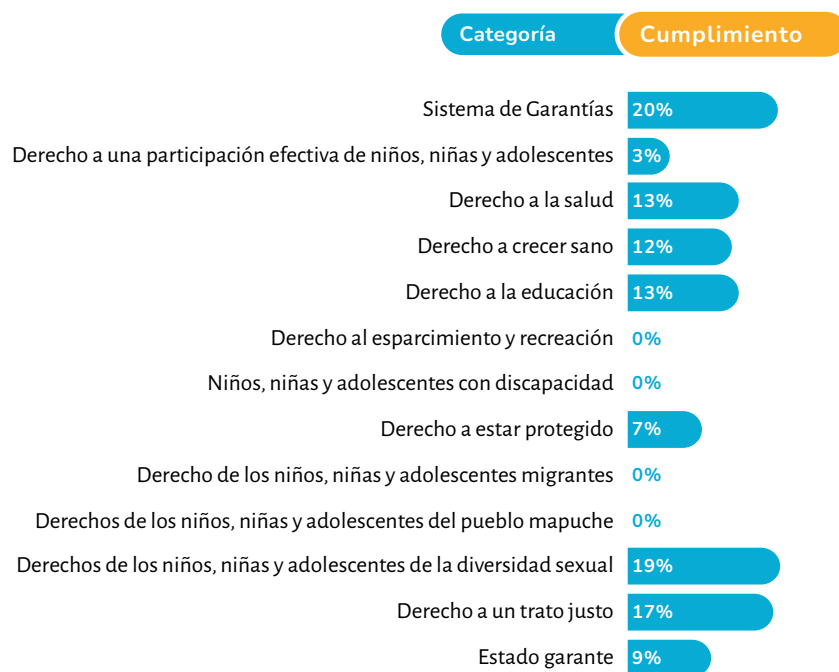 Categoría Cumplimiento
Sistema de Garantías 20%
Derecho a una participación efectiva de niños, niñas y adolescentes 3%
Derecho a la salud 13%
Derecho a crecer sano 12%
Derecho a la educación 13%
Derecho al esparcimiento y recreación 0%
Niños, niñas y adolescentes con discapacidad 0%
Derecho a estar protegido 7%
Derecho de los niños, niñas y adolescentes migrantes 0%
Derechos de los niños, niñas y adolescentes del pueblo mapuche 0%
Derechos de los niños, niñas y adolescentes de la diversidad sexual 19%
Derecho a un trato justo 17%
Estado garante 9%